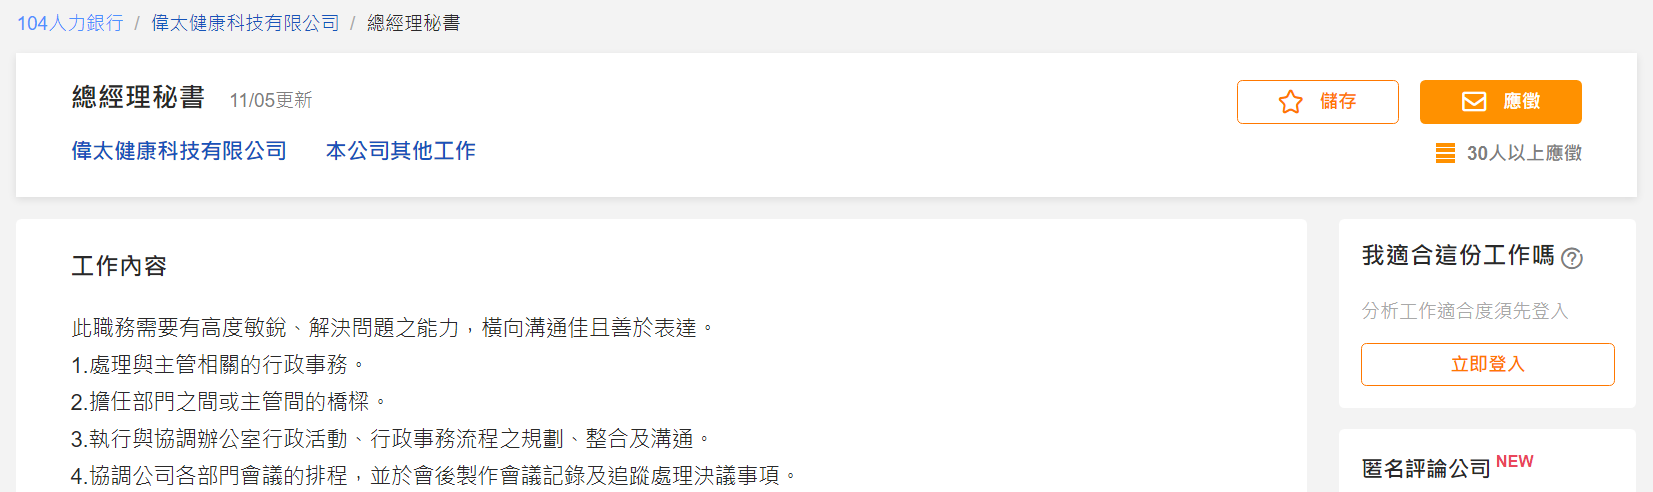 104人力銀行 / 偉太健康科技有限公司 / 總經理秘書
總經理秘書 11/05更新
儲存
應徵
偉太健康科技有限公司 本公司其他工作
30人以上應徵
工作內容
此職務需要有高度敏銳、解決問題之能力，橫向溝通佳且善於表達。
1.處理與主管相關的行政事務。
2.擔任部門之間或主管間的橋樑。
3.執行與協調辦公室行政活動、行政事務流程之規劃、整合及溝通。
4.協調公司各部門會議的排程，並於會後製作會議記錄及追蹤處理決議事項。
我適合這份工作嗎
分析工作適合度須先登入
立即登入
匿名評論公司 NEW